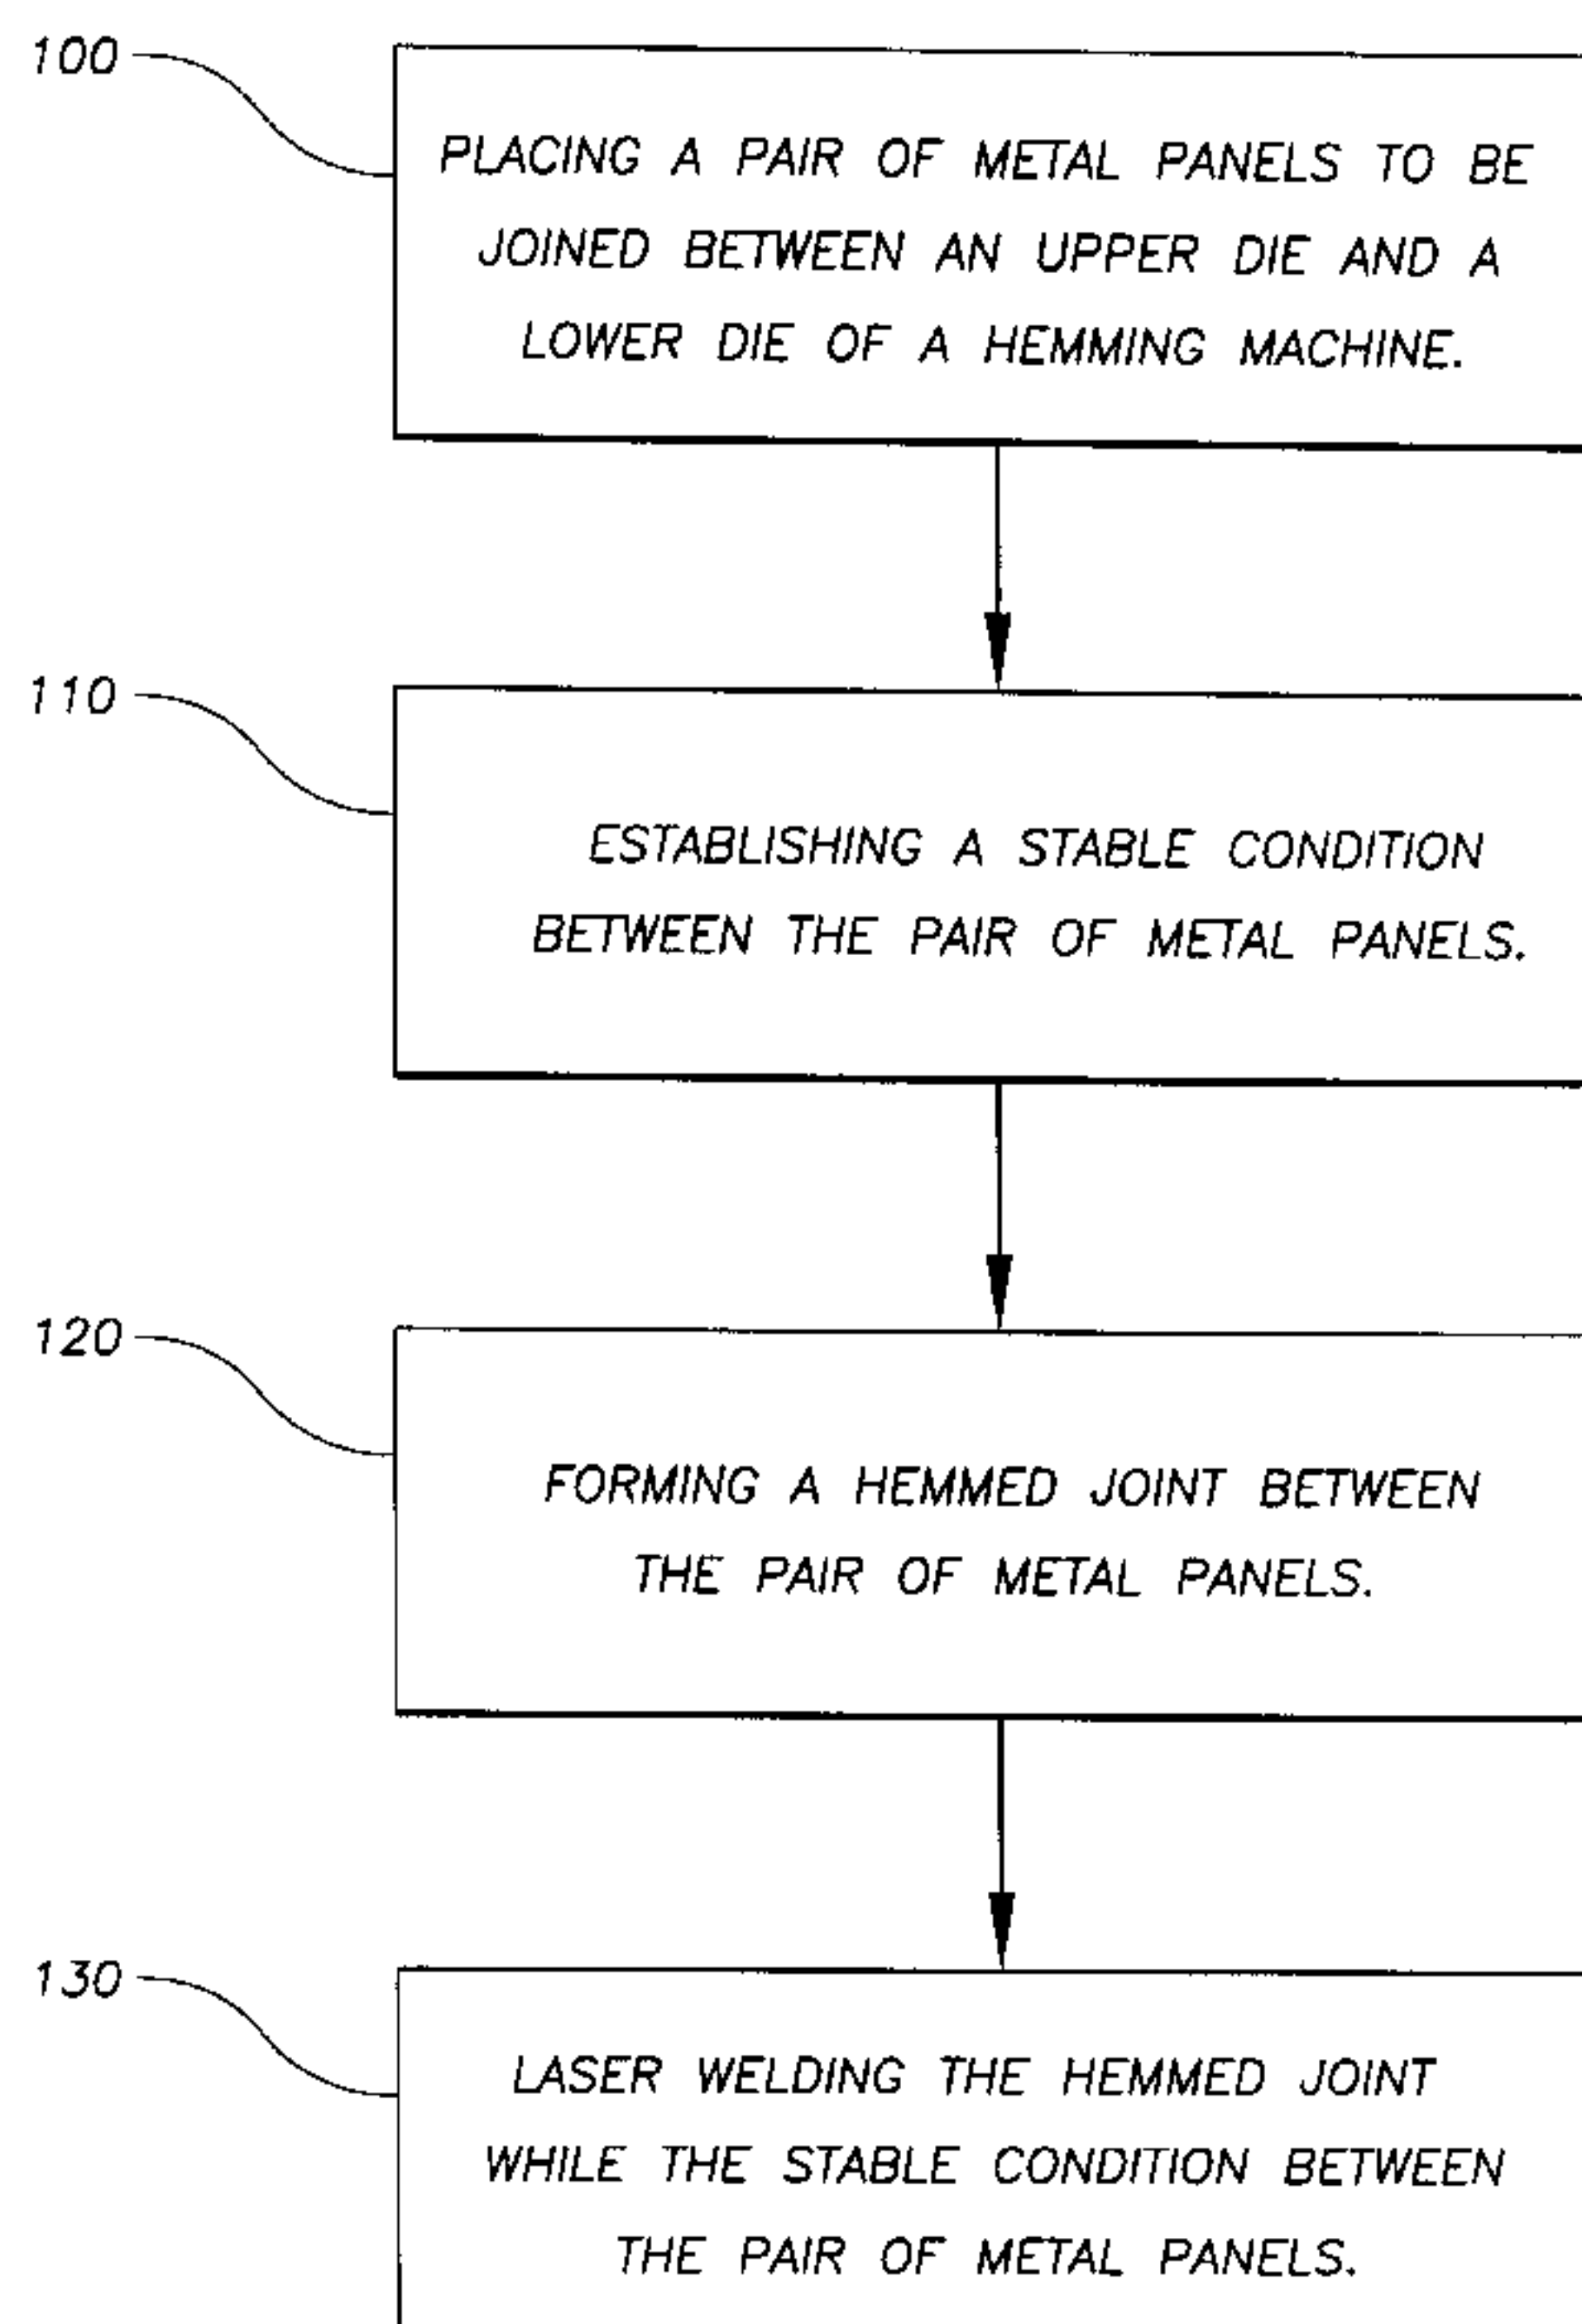 100
PLACING A PAIR OF METAL PANELS TO BE
JOINED BETWEEN AN UPPER DIE AND A
LOWER DIE OF A HEMMING MACHINE.
110
ESTABLISHING A STABLE CONDITION
BETWEEN THE PAIR OF METAL PANELS.
120
FORMING A HEMMED JOINT BETWEEN
THE PAIR OF METAL PANELS.
130
LASER WELDING THE HEMMED JOINT
WHILE THE STABLE CONDITION BETWEEN
THE PAIR OF METAL PANELS.